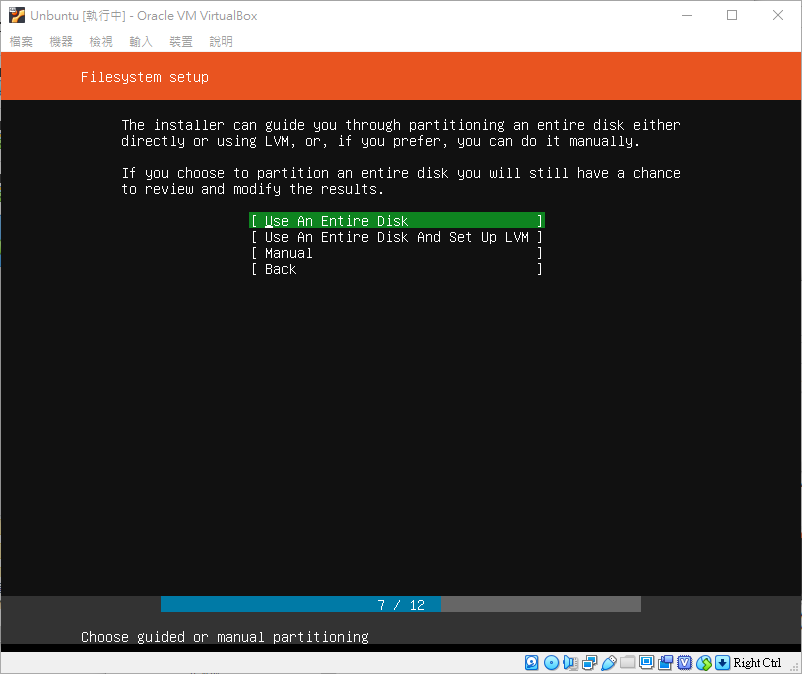 Unbuntu [執行中] - Oracle VM VirtualBox
檔案 機器 檢視 輸入 裝置 說明
Filesystem setup
The installer can guide you through partitioning an entire disk either
directly or using LVM, or, if you prefer, you can do it manually.
If you choose to partition an entire disk you will still have a chance
to review and modify the results.
[ Use An Entire Disk ]
[ Use An Entire Disk And Set Up LVM ]
[ Manual ]
[ Back ]
7 / 12
Choose guided or manual partitioning
Right Ctrl